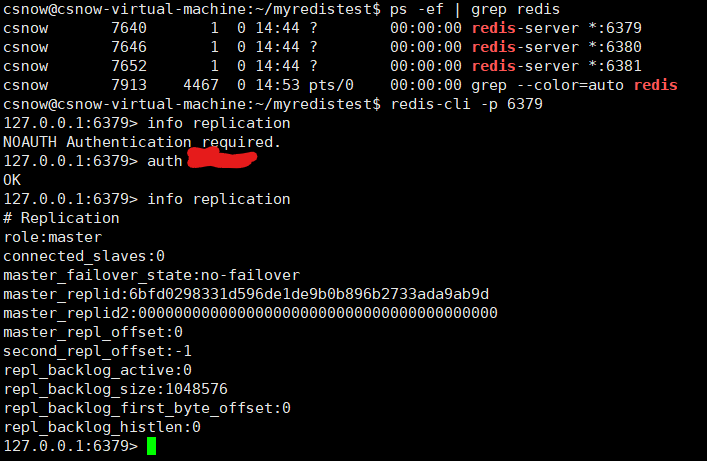 csnow@csnow-virtual-machine:~/myredistest$ ps -ef | grep redis
csnow 7640 1 0 14:44 ? 00:00:00 redis-server *:6379
csnow 7646 1 0 14:44 ? 00:00:00 redis-server *:6380
csnow 7652 1 0 14:44 ? 00:00:00 redis-server *:6381
csnow 7913 4467 0 14:53 pts/0 00:00:00 grep --color=auto redis
csnow@csnow-virtual-machine:~/myredistest$ redis-cli -p 6379
127.0.0.1:6379> info replication
NOAUTH Authentication required.
127.0.0.1:6379> auth
OK
127.0.0.1:6379> info replication
# Replication
role:master
connected_slaves:0
master_failover_state:no-failover
master_replid:6bfd0298331d596de1de9b0b896b2733ada9ab9d
master_replid2:0000000000000000000000000000000000000000
master_repl_offset:0
second_repl_offset:-1
repl_backlog_active:0
repl_backlog_size:1048576
repl_backlog_first_byte_offset:0
repl_backlog_histlen:0
127.0.0.1:6379>